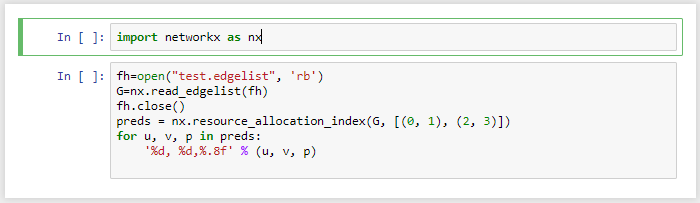 In [ ]: import networkx as nx
In [ ]: fh=open("test.edgelist", 'rb')
G=nx.read_edgelist(fh)
fh.close()
preds = nx.resource_allocation_index(G, [(0, 1), (2, 3)])
for u, v, p in preds:
    '%d, %d,%.8f' % (u, v, p)